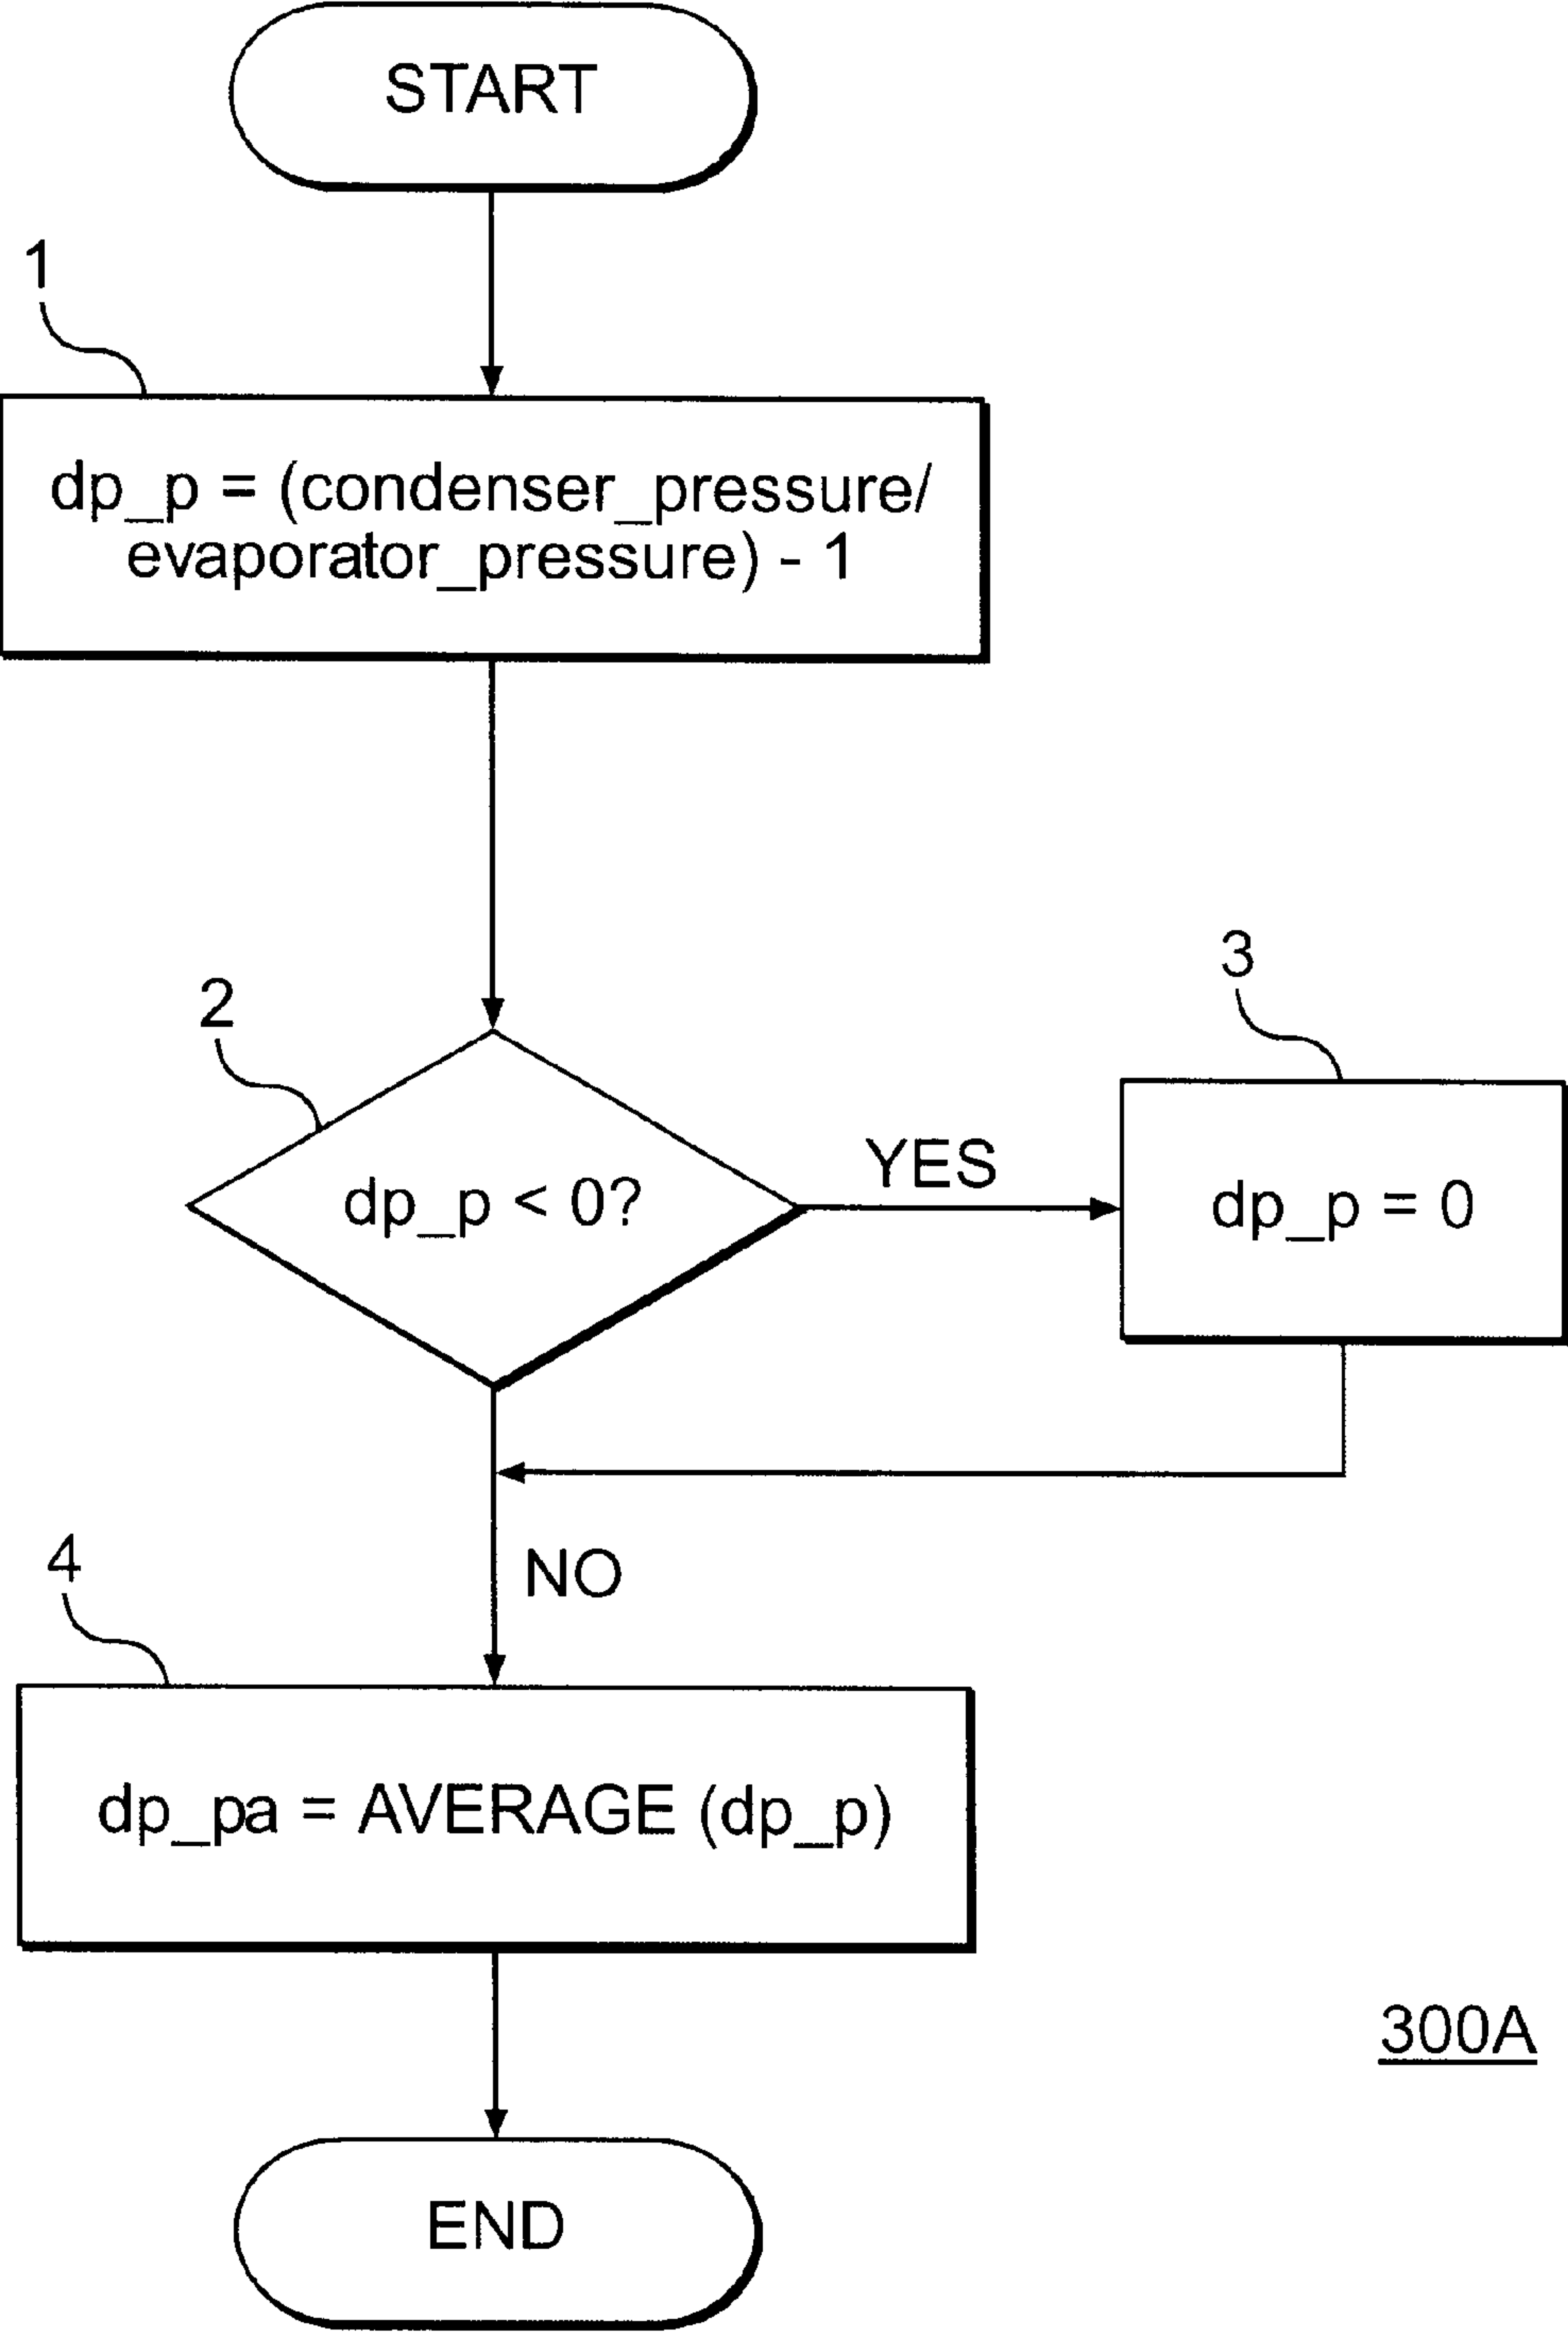 START
1
dp_p = (condenser_pressure/
evaporator_pressure) - 1
2
dp_p < 0?
YES
3
dp_p = 0
NO
4
dp_pa = AVERAGE (dp_p)
300A
END